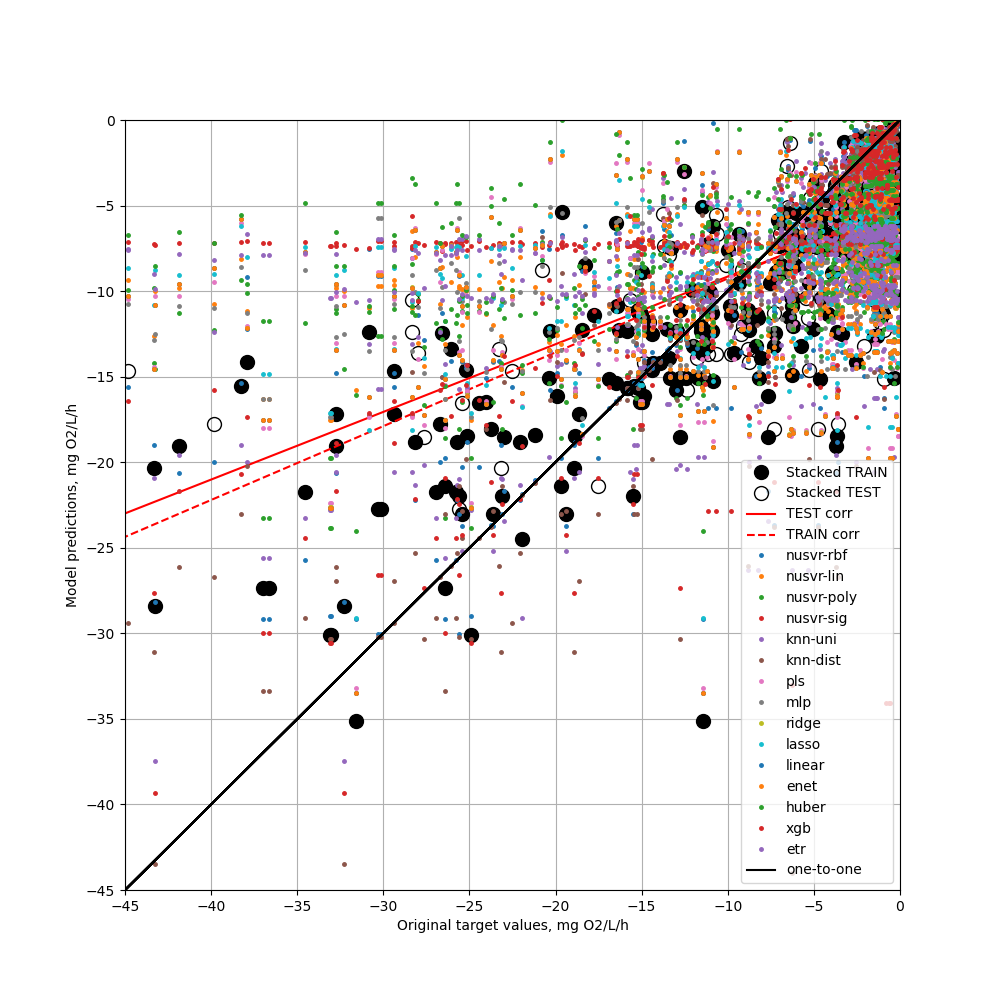 0
−5
−10
−15
−20
−25
−30
−35
−40
−45
Model predictions, mg O2/L/h
−45 −40 −35 −30 −25 −20 −15 −10 −5 0
Original target values, mg O2/L/h
Stacked TRAIN
Stacked TEST
TEST corr
TRAIN corr
nusvr-rbf
nusvr-lin
nusvr-poly
nusvr-sig
knn-uni
knn-dist
pls
mlp
ridge
lasso
linear
enet
huber
xgb
etr
one-to-one